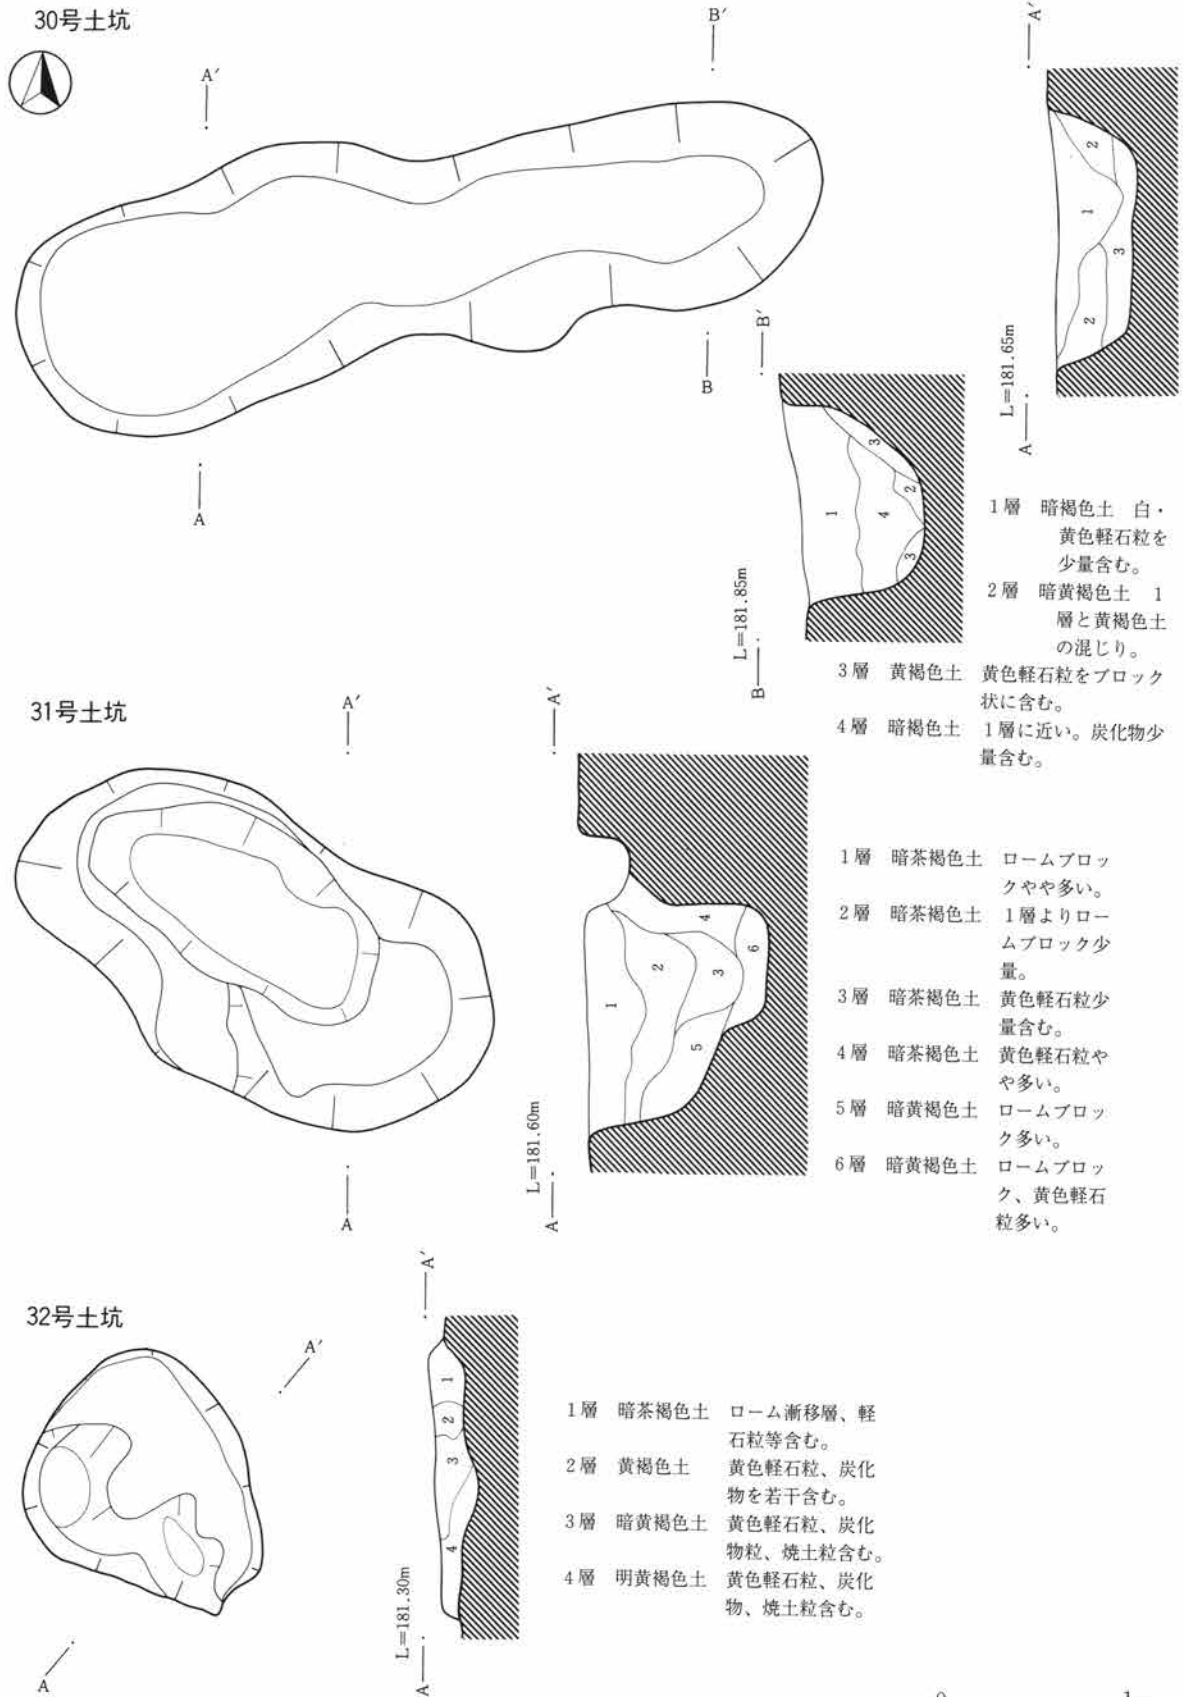 30号土坑
A′
B′
A
B
A′
2
1
3
2
L=181.65m
A
B′
3
2
1
4
3
L=181.85m
B
1層 暗褐色土 白・
黄色軽石粒を
少量含む。
2層 暗黄褐色土 1
層と黄褐色土
の混じり。
3層 黄褐色土 黄色軽石粒をブロック
状に含む。
4層 暗褐色土 1層に近い。炭化物少
量含む。
31号土坑
A′
A
A′
4
6
2
3
1
5
L=181.60m
A
1層 暗茶褐色土 ロームブロッ
クやや多い。
2層 暗茶褐色土 1層よりロー
ムブロック少
量。
3層 暗茶褐色土 黄色軽石粒少
量含む。
4層 暗茶褐色土 黄色軽石粒や
や多い。
5層 暗黄褐色土 ロームブロッ
ク多い。
6層 暗黄褐色土 ロームブロッ
ク、黄色軽石
粒多い。
32号土坑
A′
A
A′
1
2
3
4
L=181.30m
A
1層 暗茶褐色土 ローム漸移層、軽
石粒等含む。
2層 黄褐色土 黄色軽石粒、炭化
物を若干含む。
3層 暗黄褐色土 黄色軽石粒、炭化
物粒、焼土粒含む。
4層 明黄褐色土 黄色軽石粒、炭化
物、焼土粒含む。